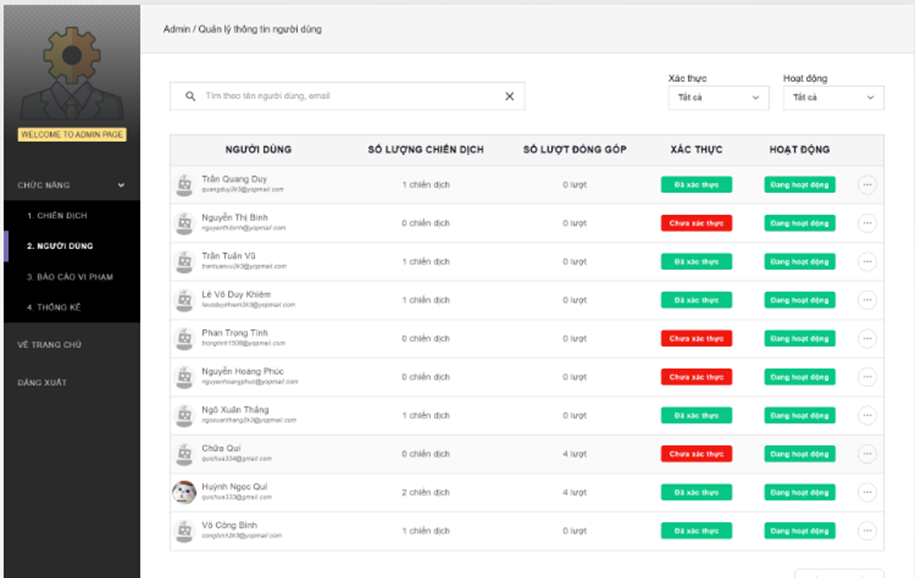 Admin / Quản lý thông tin người dùng
WELCOME TO ADMIN PAGE
CHỨC NĂNG
1. CHIẾN DỊCH
2. NGƯỜI DÙNG
3. BÁO CÁO VI PHẠM
4. THỐNG KÊ
VỀ TRANG CHỦ
ĐĂNG XUẤT
Tìm theo tên người dùng, email
Xác thực
Tất cả
Hoạt động
Tất cả
NGƯỜI DÙNG SỐ LƯỢNG CHIẾN DỊCH SỐ LƯỢT ĐÓNG GÓP XÁC THỰC HOẠT ĐỘNG
Trần Quang Duy
quangduy2k3@yopmail.com
1 chiến dịch 0 lượt Đã xác thực Đang hoạt động
Nguyễn Thị Bình
nguyenthibinh@yopmail.com
0 chiến dịch 0 lượt Chưa xác thực Đang hoạt động
Trần Tuấn Vũ
trantuanvu2k3@yopmail.com
1 chiến dịch 0 lượt Đã xác thực Đang hoạt động
Lê Võ Duy Khiêm
levoduykhiem2k3@yopmail.com
1 chiến dịch 0 lượt Đã xác thực Đang hoạt động
Phan Trọng Tình
trongtinh1506@yopmail.com
0 chiến dịch 0 lượt Chưa xác thực Đang hoạt động
Nguyễn Hoàng Phúc
nguyenhoangphuc@yopmail.com
0 chiến dịch 0 lượt Chưa xác thực Đang hoạt động
Ngô Xuân Thắng
ngoxuanthang2k2@yopmail.com
1 chiến dịch 0 lượt Đã xác thực Đang hoạt động
Chùa Quí
quichua334@gmail.com
0 chiến dịch 4 lượt Chưa xác thực Đang hoạt động
Huỳnh Ngọc Quí
quichua333@gmail.com
2 chiến dịch 4 lượt Đã xác thực Đang hoạt động
Võ Công Bình
congbinh2k3@yopmail.com
1 chiến dịch 0 lượt Đã xác thực Đang hoạt động